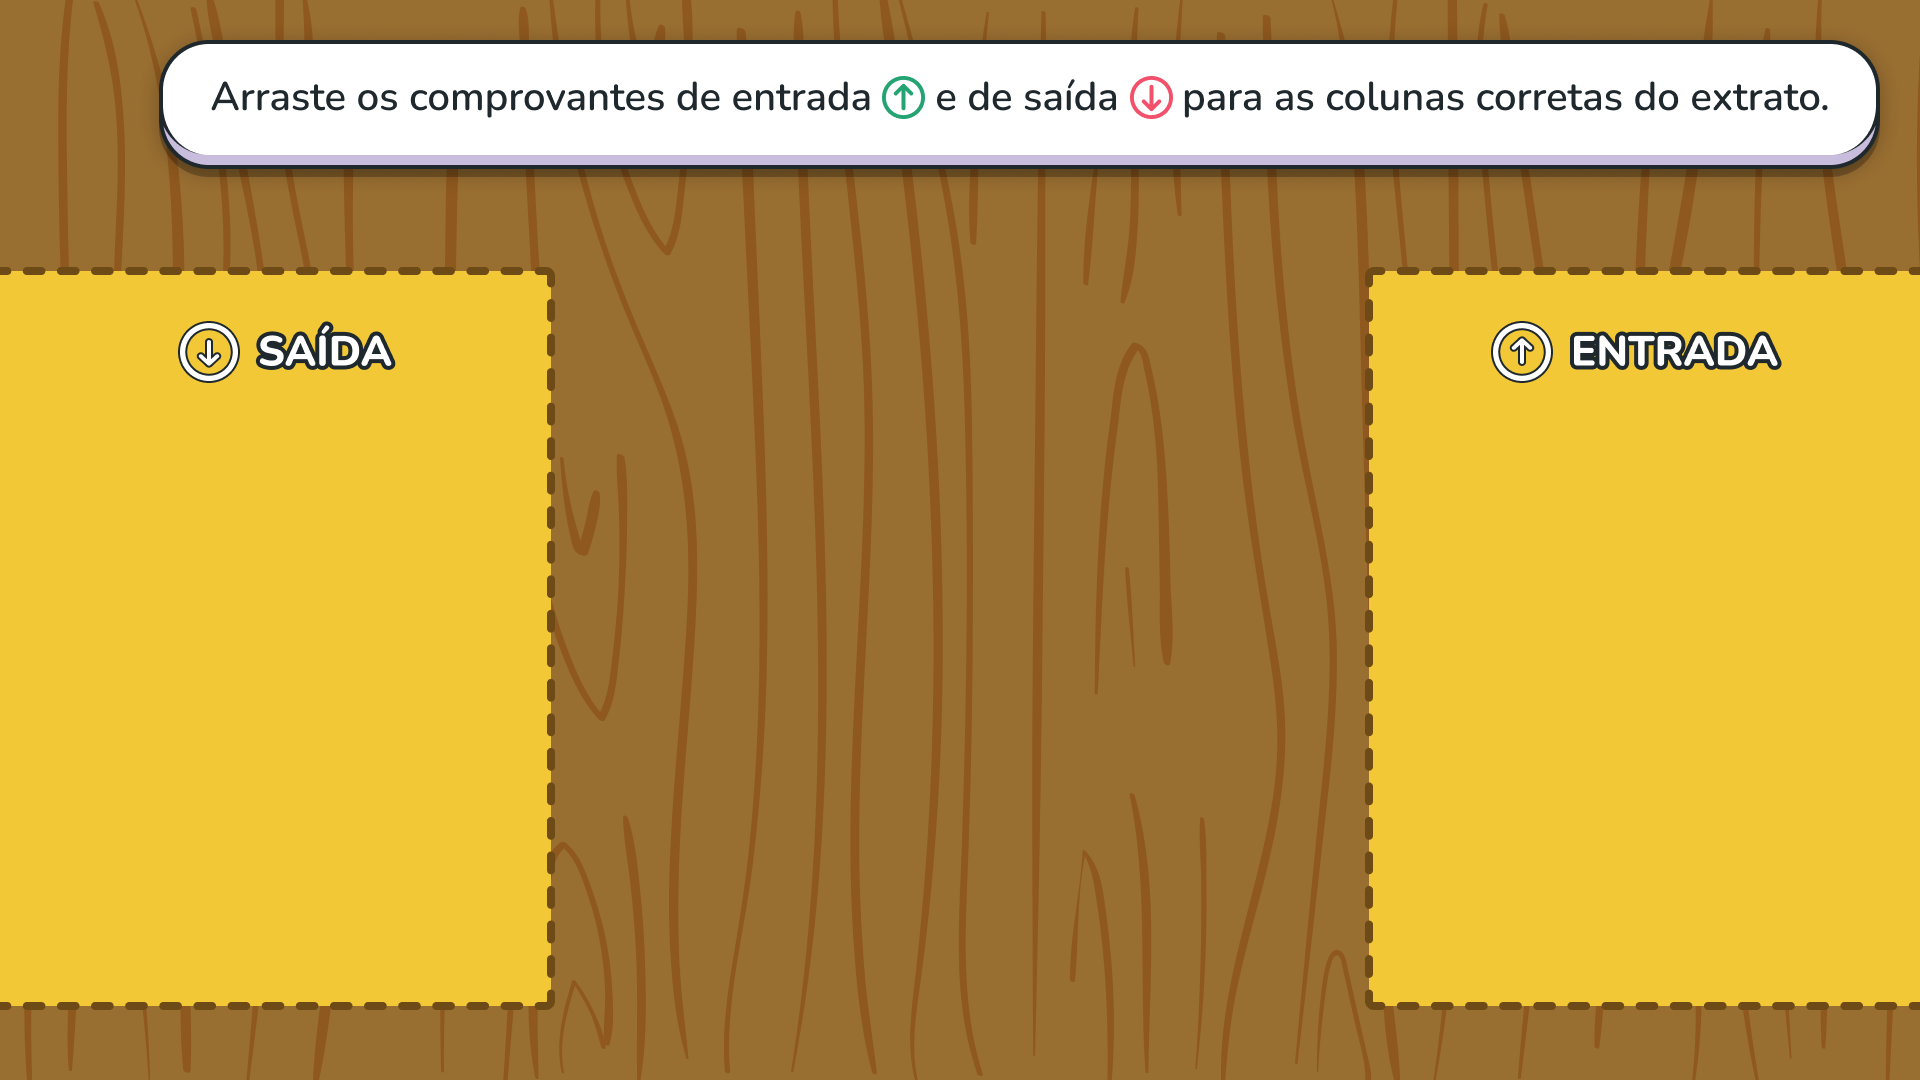 Arraste os comprovantes de entrada e de saída para as colunas corretas do extrato.
SAÍDA
ENTRADA